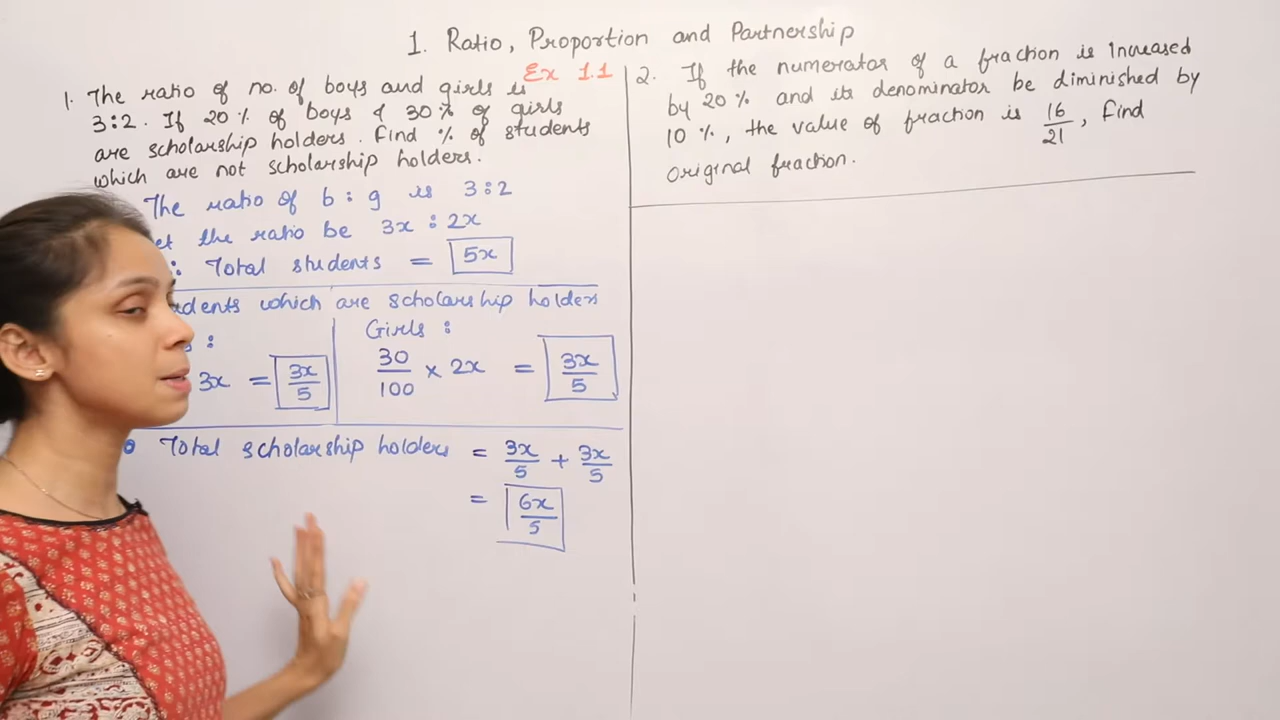 1. Ratio, Proportion and Partnership
Ex 1.1
1. The ratio of no. of boys and girls is
3:2. If 20% of boys & 30% of girls
are scholarship holders. Find % of students
which are not scholarship holders.
The ratio of b : g is 3:2
the ratio be 3x : 2x
Total students = 5x
which are scholarship holders
Girls :
3x = 3x/5
30/100 × 2x = 3x/5
Total scholarship holders = 3x/5 + 3x/5
= 6x/5
2. If the numerator of a fraction is increased
by 20% and its denominator be diminished by
10%, the value of fraction is 16/21, find
original fraction.